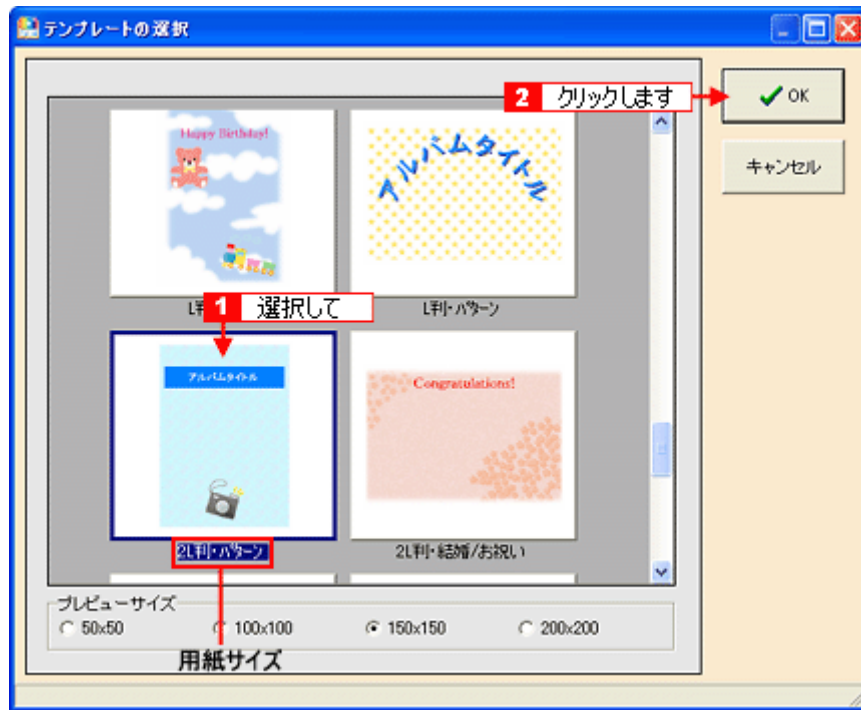 テンプレートの選択
2 クリックします
OK
キャンセル
Happy Birthday!
アルバムタイトル
L判・パターン
1 選択して
アルバムタイトル
Congratulations!
2L判・パターン
2L判・結婚/お祝い
プレビューサイズ
50x50
100x100
150x150
200x200
用紙サイズ